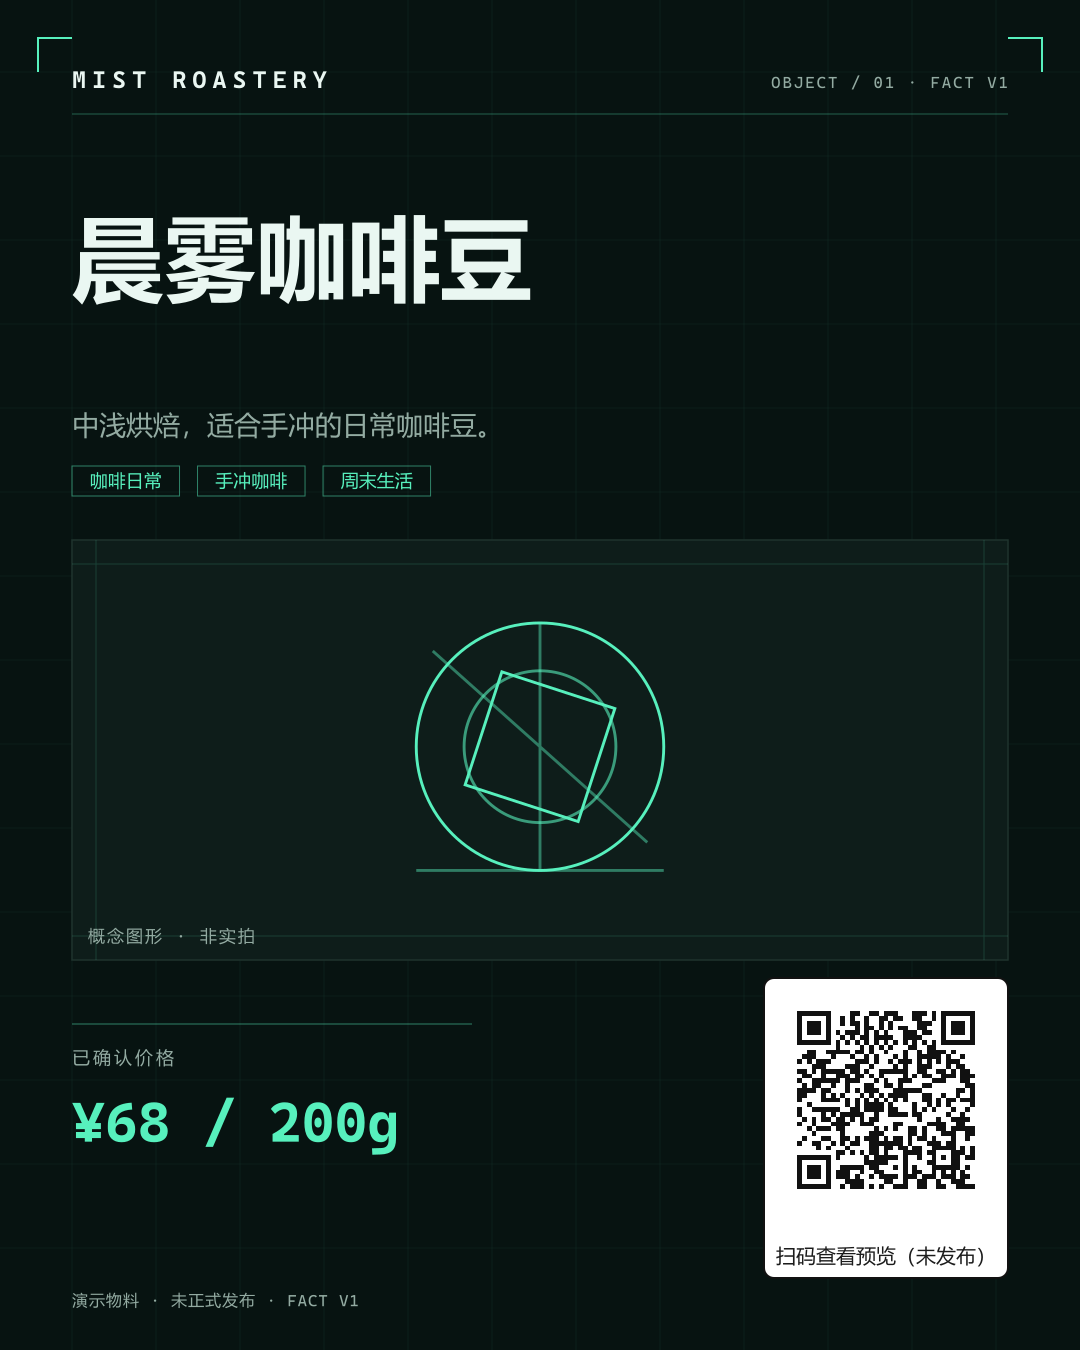 MIST ROASTERY
OBJECT / 01 · FACT V1
晨雾咖啡豆
中浅烘焙，适合手冲的日常咖啡豆。
咖啡日常
手冲咖啡
周末生活
概念图形 · 非实拍
已确认价格
¥68 / 200g
扫码查看预览（未发布）
演示物料 · 未正式发布 · FACT V1